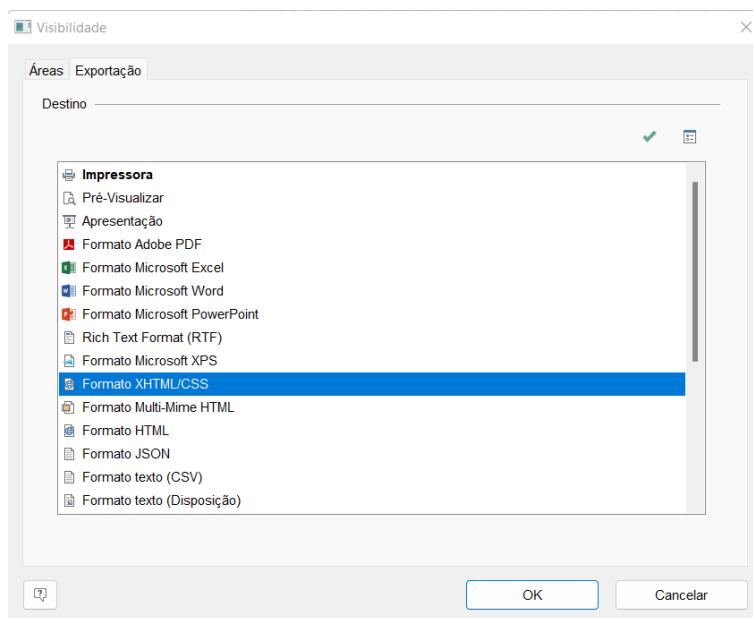 Visibilidade
Áreas Exportação
Destino
Impressora
Pré-Visualizar
Apresentação
Formato Adobe PDF
Formato Microsoft Excel
Formato Microsoft Word
Formato Microsoft PowerPoint
Rich Text Format (RTF)
Formato Microsoft XPS
Formato XHTML/CSS
Formato Multi-Mime HTML
Formato HTML
Formato JSON
Formato texto (CSV)
Formato texto (Disposição)
OK Cancelar